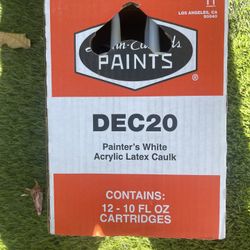 LOS ANGELES, CA
90040
PAINTS
®
DEC20
Painter's White
Acrylic Latex Caulk
CONTAINS:
12 - 10 FL OZ
CARTRIDGES